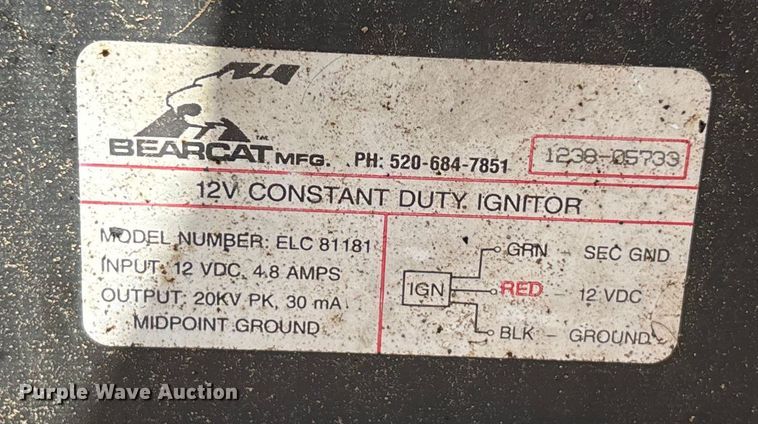 BEARCAT MFG. PH: 520-684-7851 1238-05733
TM
12V CONSTANT DUTY IGNITOR
MODEL NUMBER: ELC 81181
INPUT: 12 VDC, 4.8 AMPS
OUTPUT: 20KV PK, 30 mA
MIDPOINT GROUND
GRN - SEC GND
IGN RED - 12 VDC
BLK - GROUND
Purple Wave Auction